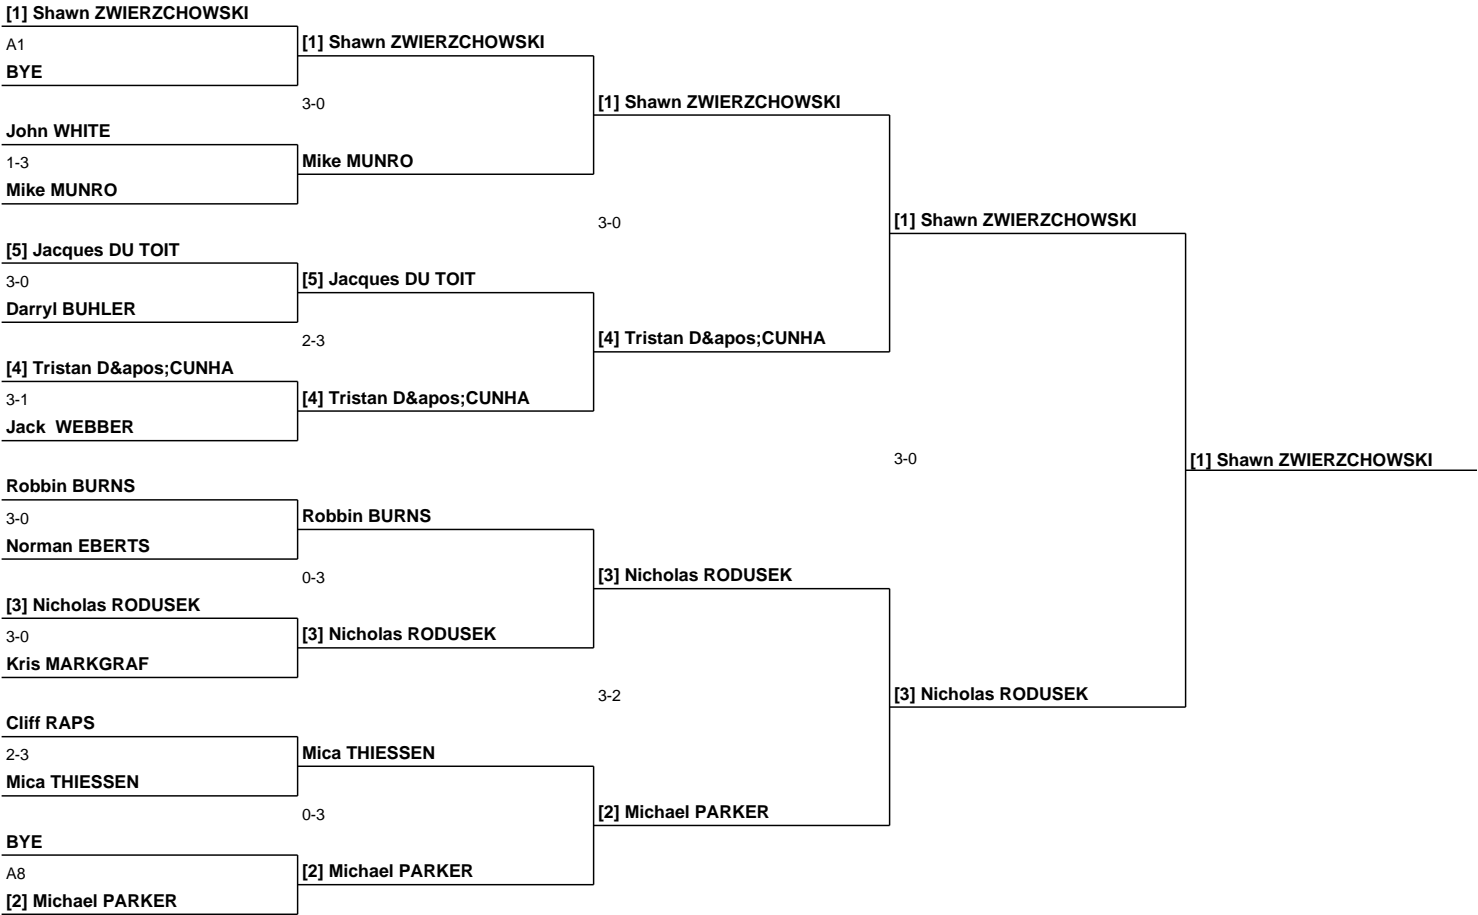 [1] Shawn ZWIERZCHOWSKI
A1
BYE
[1] Shawn ZWIERZCHOWSKI
3-0
John WHITE
1-3
Mike MUNRO
Mike MUNRO
[1] Shawn ZWIERZCHOWSKI
3-0
[5] Jacques DU TOIT
3-0
Darryl BUHLER
[5] Jacques DU TOIT
2-3
[4] Tristan D&apos;CUNHA
3-1
Jack  WEBBER
[4] Tristan D&apos;CUNHA
[4] Tristan D&apos;CUNHA
[1] Shawn ZWIERZCHOWSKI
3-0
[1] Shawn ZWIERZCHOWSKI
Robbin BURNS
3-0
Norman EBERTS
Robbin BURNS
0-3
[3] Nicholas RODUSEK
3-0
Kris MARKGRAF
[3] Nicholas RODUSEK
[3] Nicholas RODUSEK
3-2
[3] Nicholas RODUSEK
Cliff RAPS
2-3
Mica THIESSEN
Mica THIESSEN
0-3
BYE
A8
[2] Michael PARKER
[2] Michael PARKER
[2] Michael PARKER